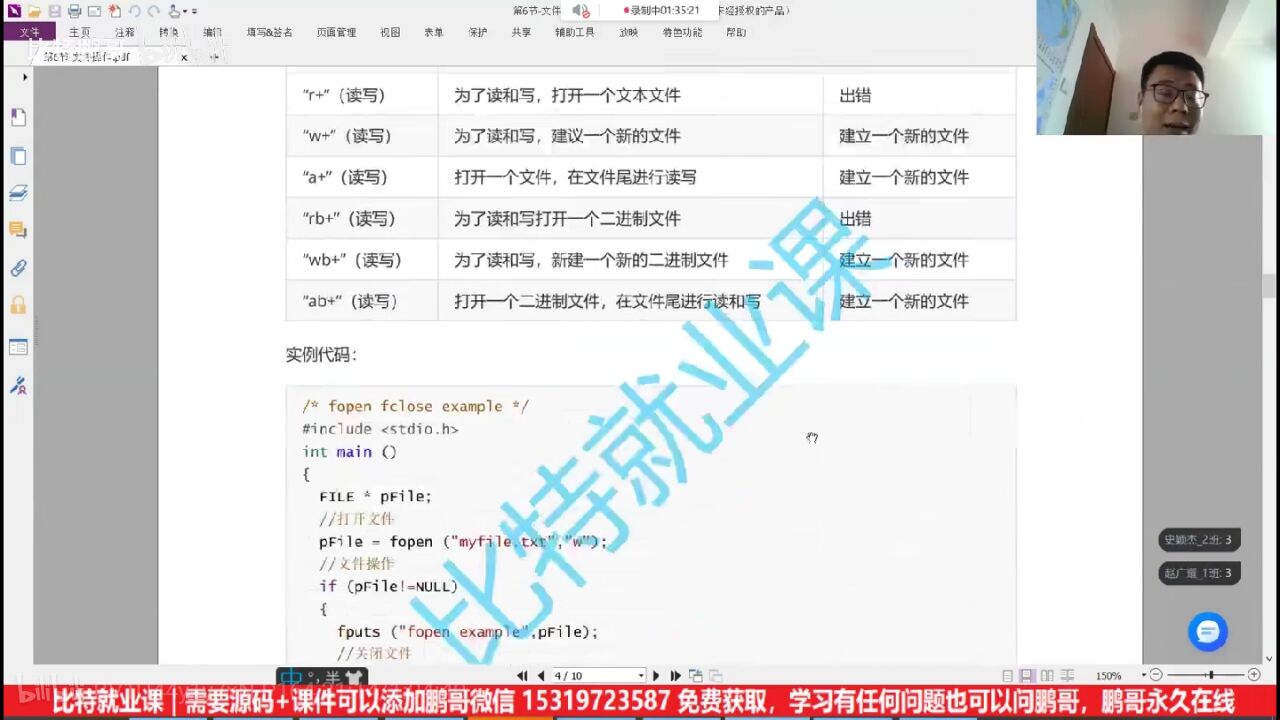 第6节-文件
录制中01:35:21
未经授权的产品）
文件 主页 注释 转换 编辑 填写&签名 页面管理 视图 表单 保护 共享 辅助工具 放映 特色功能 帮助
比特鹏哥
第6节-文件操作.pdf
"r+"（读写） 为了读和写，打开一个文本文件 出错
"w+"（读写） 为了读和写，建议一个新的文件 建立一个新的文件
"a+"（读写） 打开一个文件，在文件尾进行读写 建立一个新的文件
"rb+"（读写） 为了读和写打开一个二进制文件 出错
"wb+"（读写） 为了读和写，新建一个新的二进制文件 建立一个新的文件
"ab+"（读写） 打开一个二进制文件，在文件尾进行读和写 建立一个新的文件
实例代码：
/* fopen fclose example */
#include <stdio.h>
int main ()
{
FILE * pFile;
//打开文件
pFile = fopen ("myfile.txt","w");
//文件操作
if (pFile!=NULL)
{
fputs ("fopen example",pFile);
//关闭文件
比特就业课
史颖杰_2班: 3
赵广耀_1班: 3
中 半
4 / 10
150%
比特就业课 | 需要源码+课件可以添加鹏哥微信 15319723587 免费获取，学习有任何问题也可以问鹏哥，鹏哥永久在线